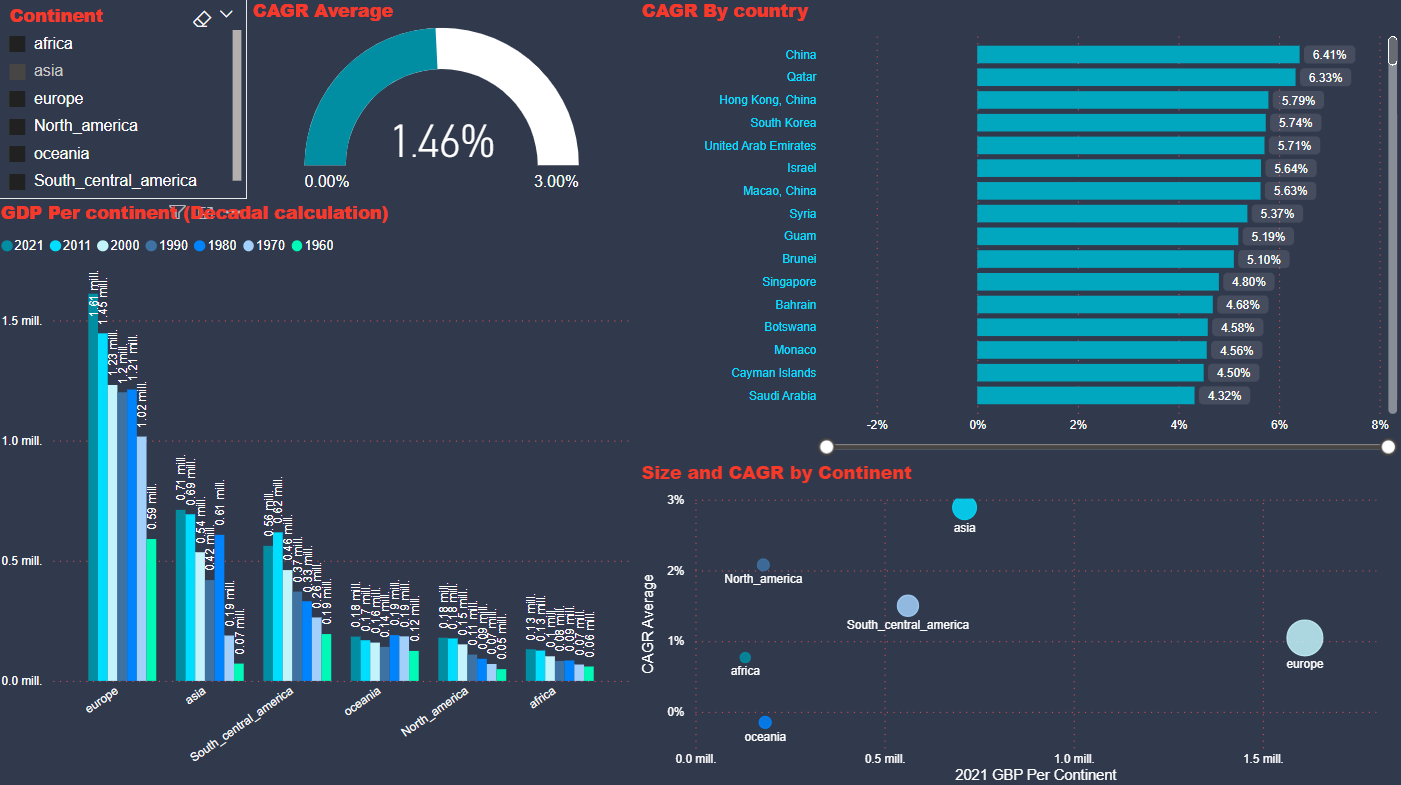 Continent
africa
asia
europe
North_america
oceania
South_central_america
CAGR Average
1.46%
0.00%
3.00%
CAGR By country
China 6.41%
Qatar 6.33%
Hong Kong, China 5.79%
South Korea 5.74%
United Arab Emirates 5.71%
Israel 5.64%
Macao, China 5.63%
Syria 5.37%
Guam 5.19%
Brunei 5.10%
Singapore 4.80%
Bahrain 4.68%
Botswana 4.58%
Monaco 4.56%
Cayman Islands 4.50%
Saudi Arabia 4.32%
-2% 0% 2% 4% 6% 8%
GDP Per continent (Decadal calculation)
2021 2011 2000 1990 1980 1970 1960
1.5 mill.
1.0 mill.
0.5 mill.
0.0 mill.
1.61 mill.
1.45 mill.
1.23 mill.
1.2 mill.
1.21 mill.
1.02 mill.
0.59 mill.
0.71 mill.
0.69 mill.
0.54 mill.
0.42 mill.
0.61 mill.
0.19 mill.
0.07 mill.
0.56 mill.
0.62 mill.
0.46 mill.
0.37 mill.
0.33 mill.
0.26 mill.
0.19 mill.
0.18 mill.
0.17 mill.
0.16 mill.
0.14 mill.
0.19 mill.
0.19 mill.
0.12 mill.
0.18 mill.
0.18 mill.
0.15 mill.
0.11 mill.
0.09 mill.
0.07 mill.
0.05 mill.
0.13 mill.
0.13 mill.
0.1 mill.
0.08 mill.
0.09 mill.
0.07 mill.
0.06 mill.
europe
asia
South_central_america
oceania
North_america
africa
Size and CAGR by Continent
CAGR Average
3%
2%
1%
0%
asia
North_america
South_central_america
europe
africa
oceania
0.0 mill. 0.5 mill. 1.0 mill. 1.5 mill.
2021 GBP Per Continent